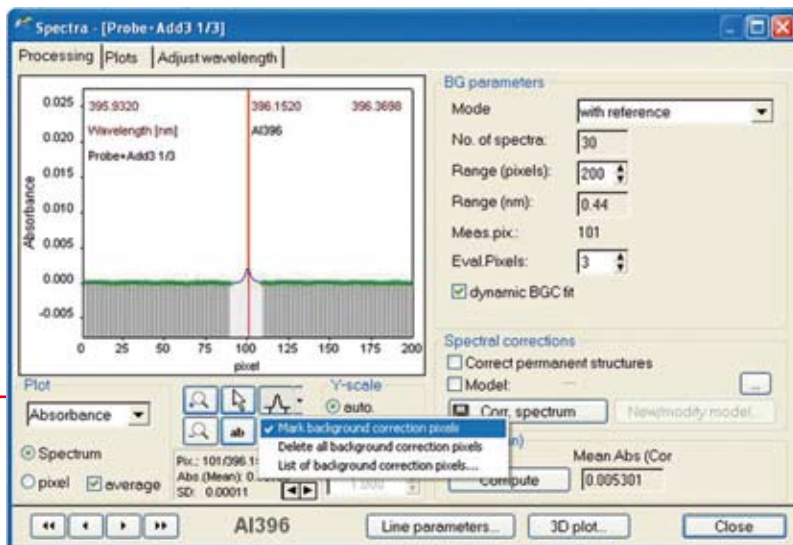 Spectra - [Probe+Add3 1/3]
Processing Plots Adjust wavelength
0.025
0.020
0.015
0.010
0.005
0.000
-0.005
Absorbance
395.9320 396.1520 396.3698
Wavelength [nm] Al396
Probe+Add3 1/3
0 25 50 75 100 125 150 175 200
pixel
BG parameters
Mode with reference
No. of spectra: 30
Range (pixels): 200
Range (nm): 0.44
Meas.pix.: 101
Eval.Pixels: 3
dynamic BGC fit
Spectral corrections
Correct permanent structures
Model: ...
Corr. spectrum New/modify model...
Plot
Absorbance
Spectrum
pixel average
ab
Y-scale
auto.
Mark background correction pixels
Delete all background correction pixels
List of background correction pixels...
Pix.: 101/396.1
Abs (Mean): 0
SD: 0.00011
1.000
Mean Abs (Cor
Compute 0.005301
Al396 Line parameters... 3D plot... Close